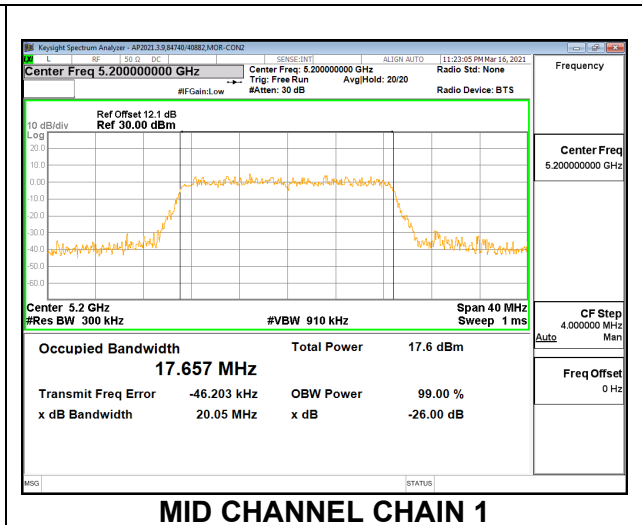 Keysight Spectrum Analyzer - AP2021.3.9,84740/40882,MOR-CON2
L RF 50 Ω DC SENSE:INT ALIGN AUTO 11:23:05 PM Mar 16, 2021
Center Freq 5.200000000 GHz
Center Freq: 5.200000000 GHz Radio Std: None
Trig: Free Run Avg|Hold: 20/20
#IFGain:Low #Atten: 30 dB Radio Device: BTS
Frequency
Ref Offset 12.1 dB
10 dB/div Ref 30.00 dBm
Log
20.0
10.0
0.00
-10.0
-20.0
-30.0
-40.0
-50.0
-60.0
Center Freq
5.200000000 GHz
Center 5.2 GHz Span 40 MHz
#Res BW 300 kHz #VBW 910 kHz Sweep 1 ms
CF Step
4.000000 MHz
Auto Man
Occupied Bandwidth Total Power 17.6 dBm
17.657 MHz
Transmit Freq Error -46.203 kHz OBW Power 99.00 %
x dB Bandwidth 20.05 MHz x dB -26.00 dB
Freq Offset
0 Hz
MSG STATUS
MID CHANNEL CHAIN 1